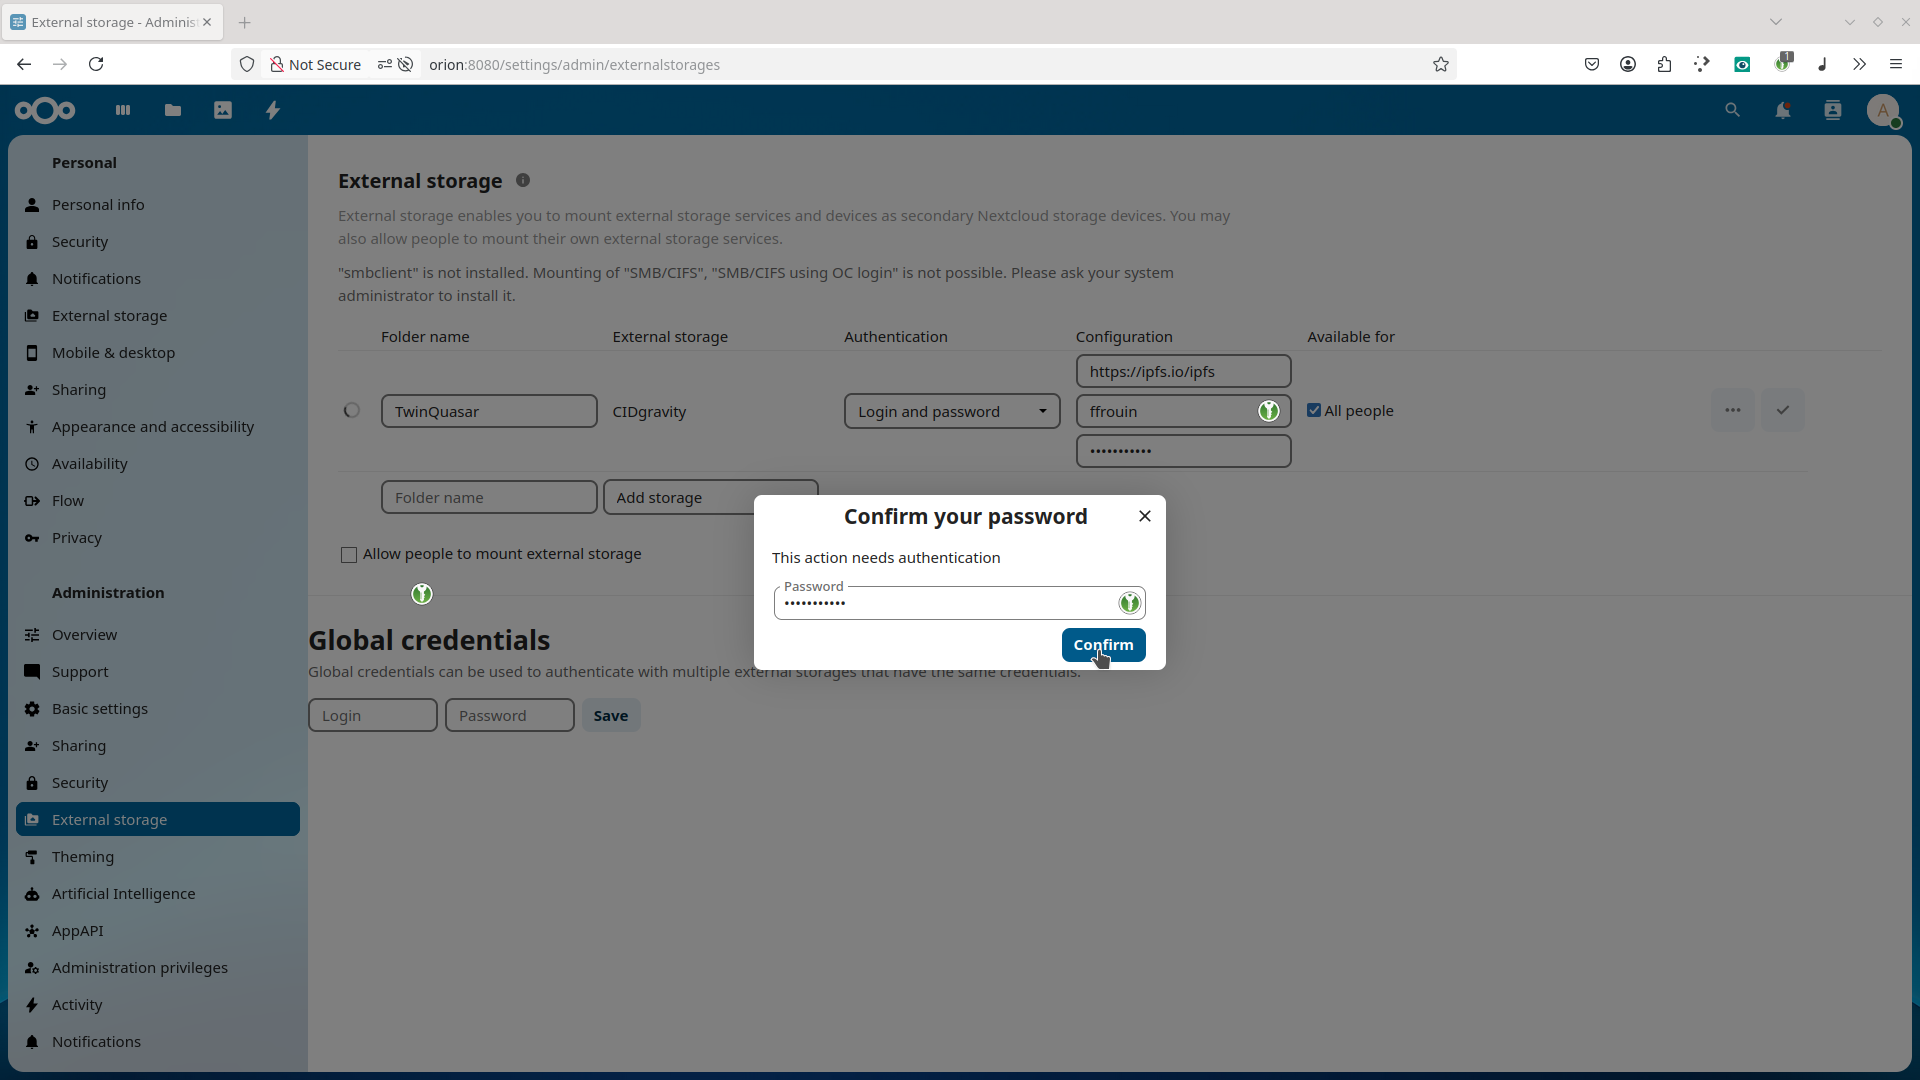 External storage - Adminis
Not Secure
orion:8080/settings/admin/externalstorages
1
A
Personal
Personal info
Security
Notifications
External storage
Mobile & desktop
Sharing
Appearance and accessibility
Availability
Flow
Privacy
Administration
Overview
Support
Basic settings
Sharing
Security
External storage
Theming
Artificial Intelligence
AppAPI
Administration privileges
Activity
Notifications
External storage
External storage enables you to mount external storage services and devices as secondary Nextcloud storage devices. You may
also allow people to mount their own external storage services.
"smbclient" is not installed. Mounting of "SMB/CIFS", "SMB/CIFS using OC login" is not possible. Please ask your system
administrator to install it.
Folder name External storage Authentication Configuration Available for
https://ipfs.io/ipfs
TwinQuasar CIDgravity Login and password ffrouin All people
•••••••••••
Folder name Add storage
Allow people to mount external storage
Confirm your password
This action needs authentication
Password
•••••••••••
Confirm
Global credentials
Global credentials can be used to authenticate with multiple external storages that have the same credentials.
Login Password Save